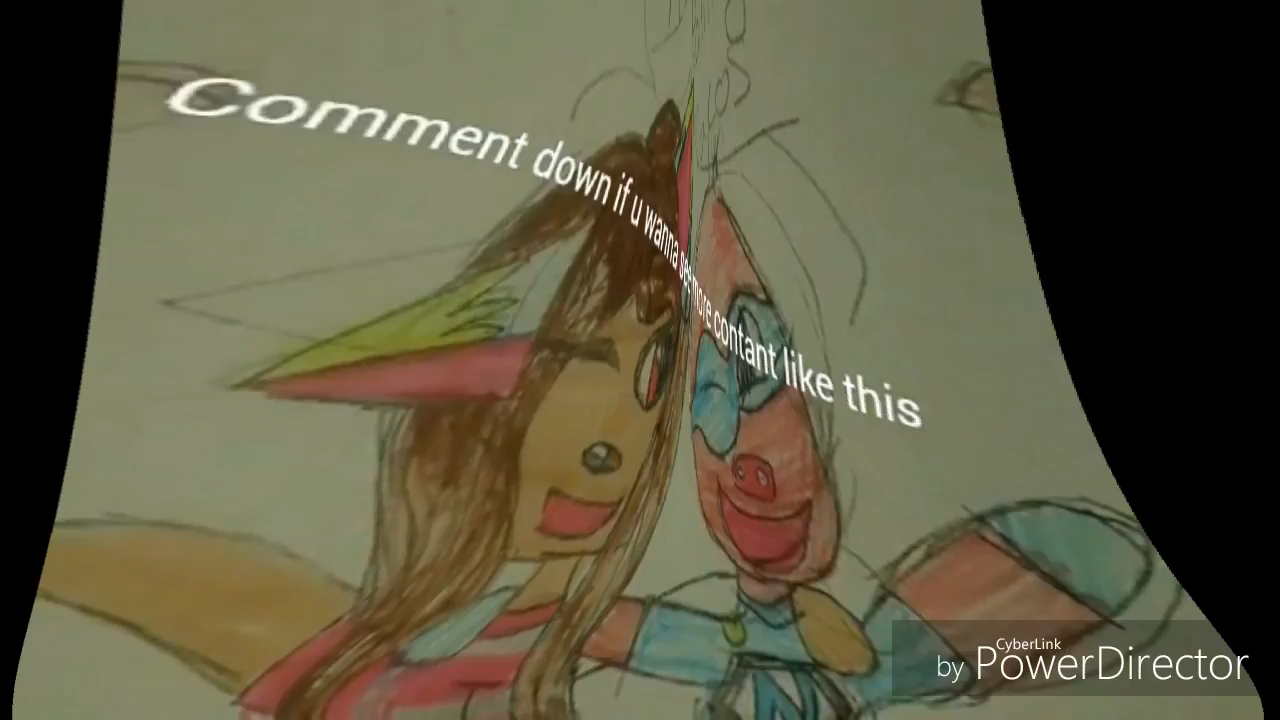 Comment down if u wanna see more contant like this
CyberLink
by PowerDirector